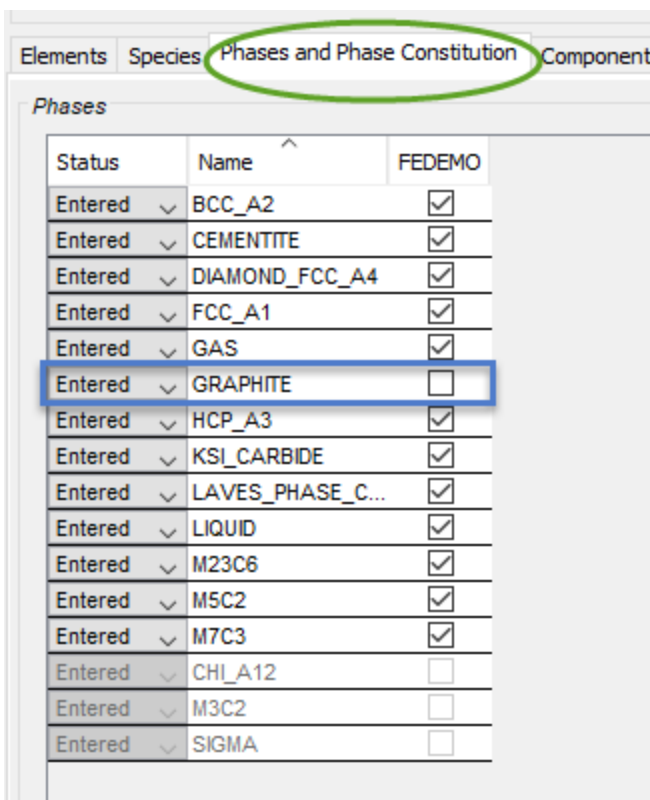 Elements Species Phases and Phase Constitution Component
Phases
Status Name FEDEMO
Entered BCC_A2
Entered CEMENTITE
Entered DIAMOND_FCC_A4
Entered FCC_A1
Entered GAS
Entered GRAPHITE
Entered HCP_A3
Entered KSI_CARBIDE
Entered LAVES_PHASE_C...
Entered LIQUID
Entered M23C6
Entered M5C2
Entered M7C3
Entered CHI_A12
Entered M3C2
Entered SIGMA